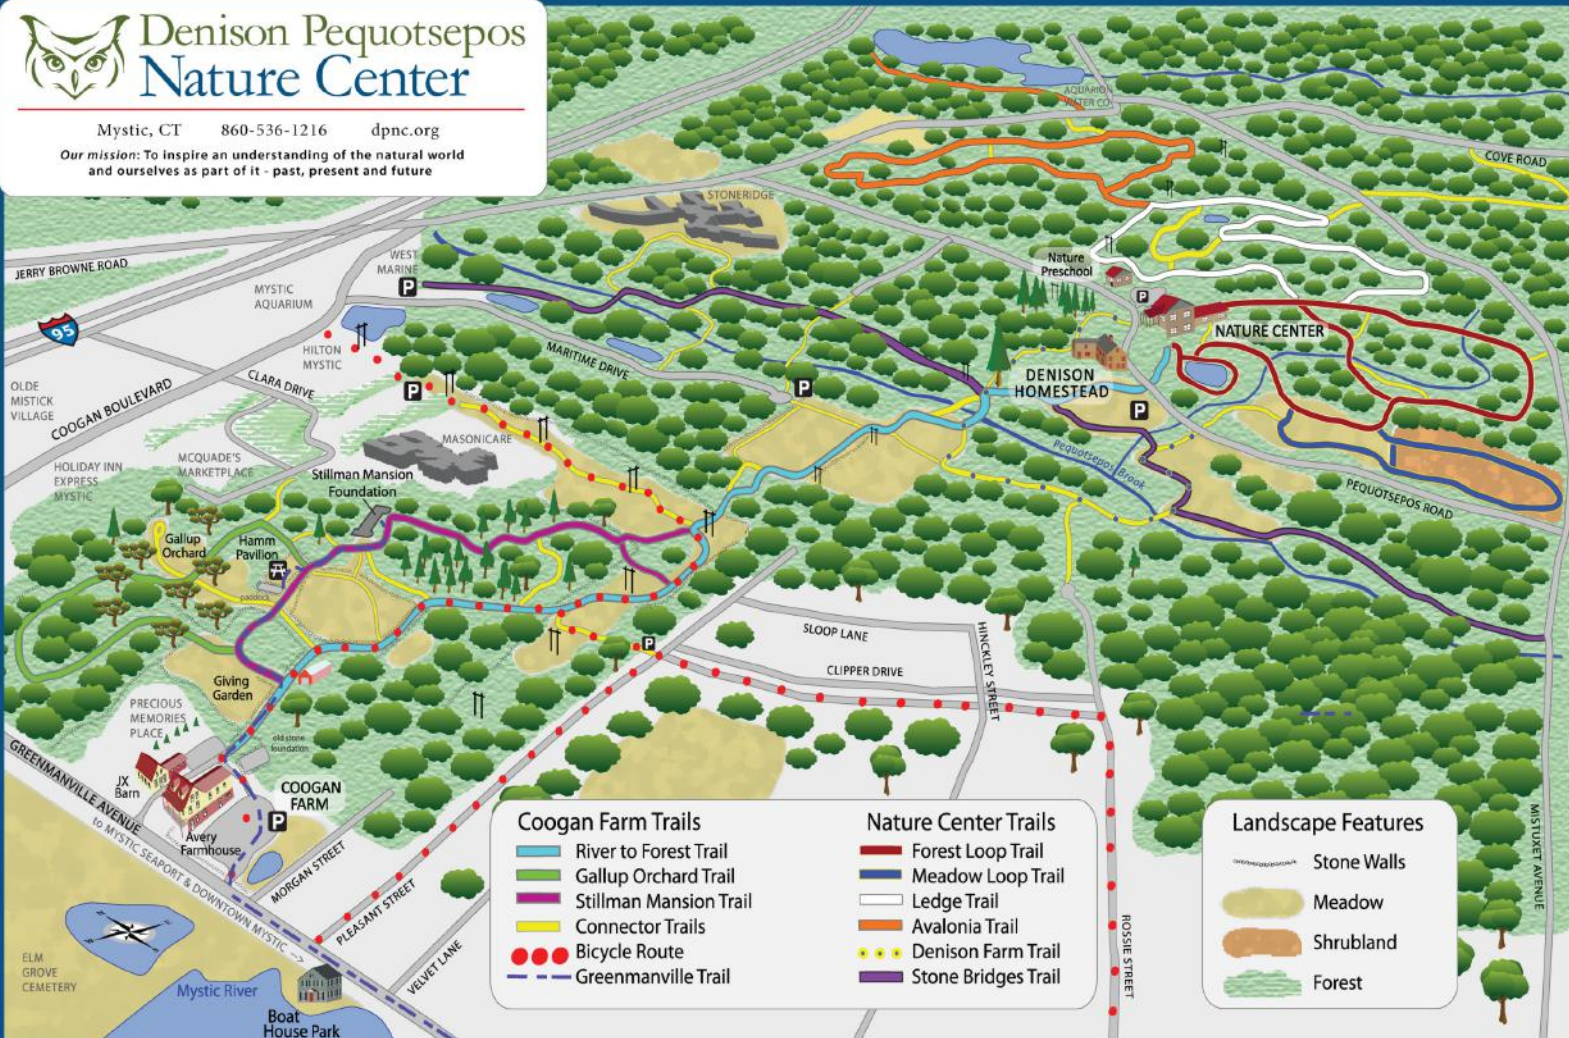 Denison Pequotsepos
Nature Center
Mystic, CT 860-536-1216 dpnc.org
Our mission: To inspire an understanding of the natural world
and ourselves as part of it - past, present and future
AQUARION
WATER CO.
COVE ROAD
STONERIDGE
JERRY BROWNE ROAD
WEST
MARINE
P
Nature
Preschool
P
MYSTIC
AQUARIUM
95
NATURE CENTER
HILTON
MYSTIC
MARITIME DRIVE
DENISON
HOMESTEAD
P
P
P
OLDE
MISTICK
VILLAGE
COOGAN BOULEVARD
CLARA DRIVE
MASONICARE
Pequotsepos Brook
MCQUADE'S
MARKETPLACE
HOLIDAY INN
EXPRESS
MYSTIC
Stillman Mansion
Foundation
PEQUOTSEPOS ROAD
Gallup
Orchard
Hamm
Pavilion
paddock
SLOOP LANE
HINCKLEY STREET
P
CLIPPER DRIVE
Giving
Garden
PRECIOUS
MEMORIES
PLACE
old stone
foundation
GREENMANVILLE AVENUE
to MYSTIC SEAPORT & DOWNTOWN MYSTIC →
JX
Barn
COOGAN
FARM
P
Avery
Farmhouse
MORGAN STREET
PLEASANT STREET
VELVET LANE
ROSSIE STREET
MISTUXET AVENUE
ELM
GROVE
CEMETERY
Mystic River
Boat
House Park
Coogan Farm Trails
River to Forest Trail
Gallup Orchard Trail
Stillman Mansion Trail
Connector Trails
Bicycle Route
Greenmanville Trail
Nature Center Trails
Forest Loop Trail
Meadow Loop Trail
Ledge Trail
Avalonia Trail
Denison Farm Trail
Stone Bridges Trail
Landscape Features
Stone Walls
Meadow
Shrubland
Forest